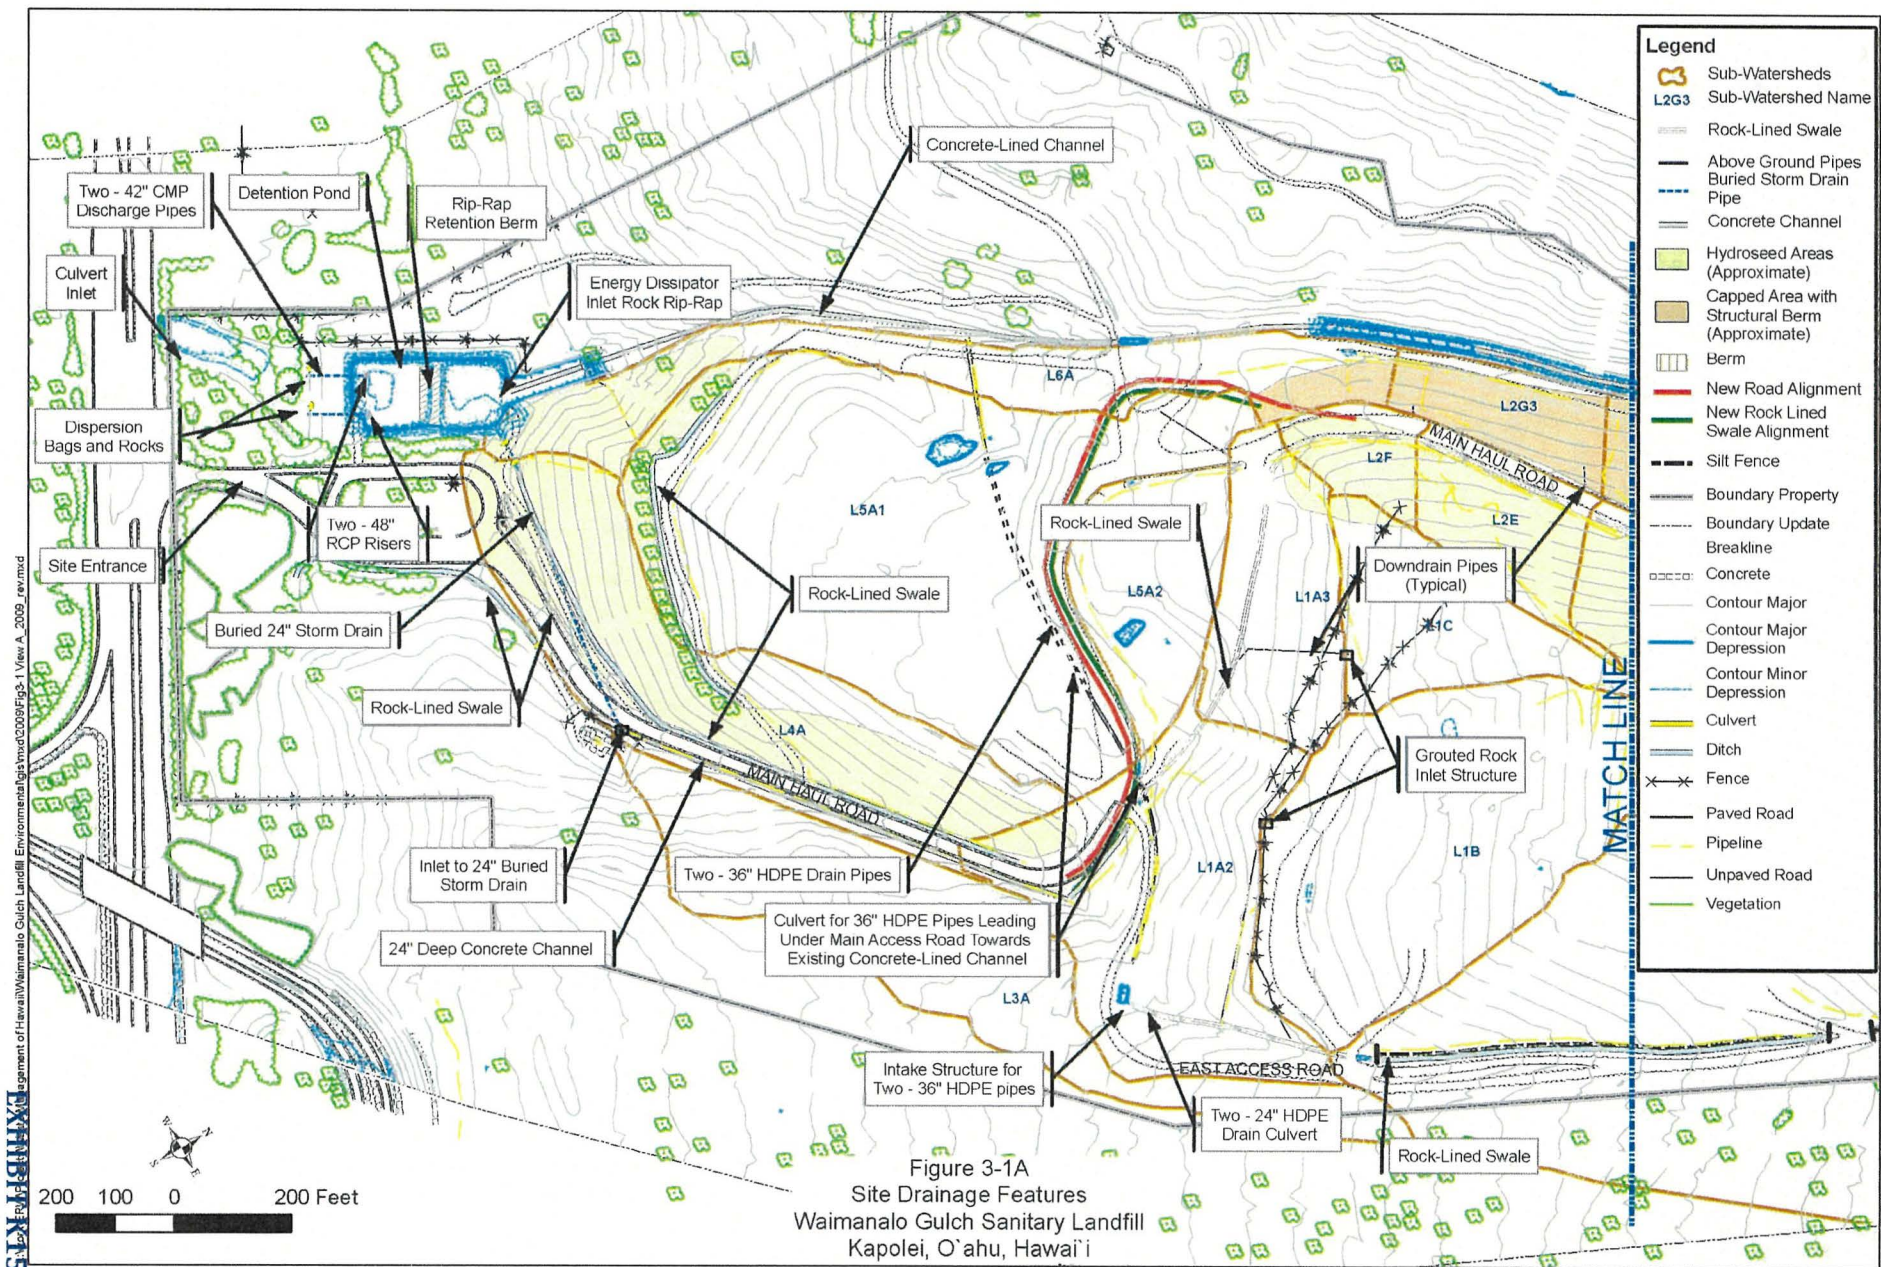 Legend
Sub-Watersheds
L2G3 Sub-Watershed Name
Rock-Lined Swale
Above Ground Pipes
Buried Storm Drain
Pipe
Concrete Channel
Hydroseed Areas
(Approximate)
Capped Area with
Structural Berm
(Approximate)
Berm
New Road Alignment
New Rock Lined
Swale Alignment
Silt Fence
Boundary Property
Boundary Update
Breakline
Concrete
Contour Major
Contour Major
Depression
Contour Minor
Depression
Culvert
Ditch
Fence
Paved Road
Pipeline
Unpaved Road
Vegetation
Concrete-Lined Channel
Two - 42" CMP
Discharge Pipes
Detention Pond
Rip-Rap
Retention Berm
Culvert
Inlet
Energy Dissipator
Inlet Rock Rip-Rap
L6A
L2G3
Dispersion
Bags and Rocks
MAIN HAUL ROAD
L2F
L5A1
L2E
Rock-Lined Swale
Two - 48"
RCP Risers
Site Entrance
Downdrain Pipes
(Typical)
Rock-Lined Swale
L5A2
L1A3
L1C
Buried 24" Storm Drain
Rock-Lined Swale
L4A
MAIN HAUL ROAD
Grouted Rock
Inlet Structure
MATCH LINE
Inlet to 24" Buried
Storm Drain
Two - 36" HDPE Drain Pipes
L1A2
L1B
24" Deep Concrete Channel
Culvert for 36" HDPE Pipes Leading
Under Main Access Road Towards
Existing Concrete-Lined Channel
L3A
Intake Structure for
Two - 36" HDPE pipes
EAST ACCESS ROAD
Two - 24" HDPE
Drain Culvert
Rock-Lined Swale
N
E
S
W
200 100 0 200 Feet
Figure 3-1A
Site Drainage Features
Waimanalo Gulch Sanitary Landfill
Kapolei, O`ahu, Hawai`i
EXHIBIT K15